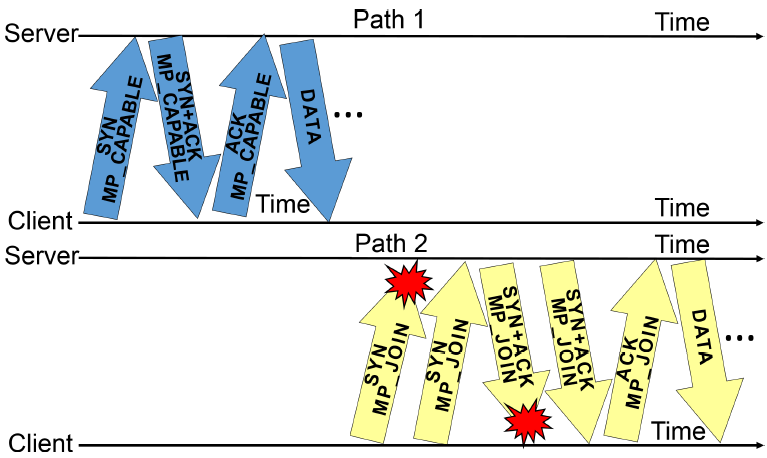 Path 1
Server
Time
SYN
MP_CAPABLE
SYN+ACK
MP_CAPABLE
ACK
MP_CAPABLE
DATA
...
Time
Client
Time
Path 2
Server
Time
SYN
MP_JOIN
SYN
MP_JOIN
SYN+ACK
MP_JOIN
SYN+ACK
MP_JOIN
ACK
MP_JOIN
DATA
...
Time
Client